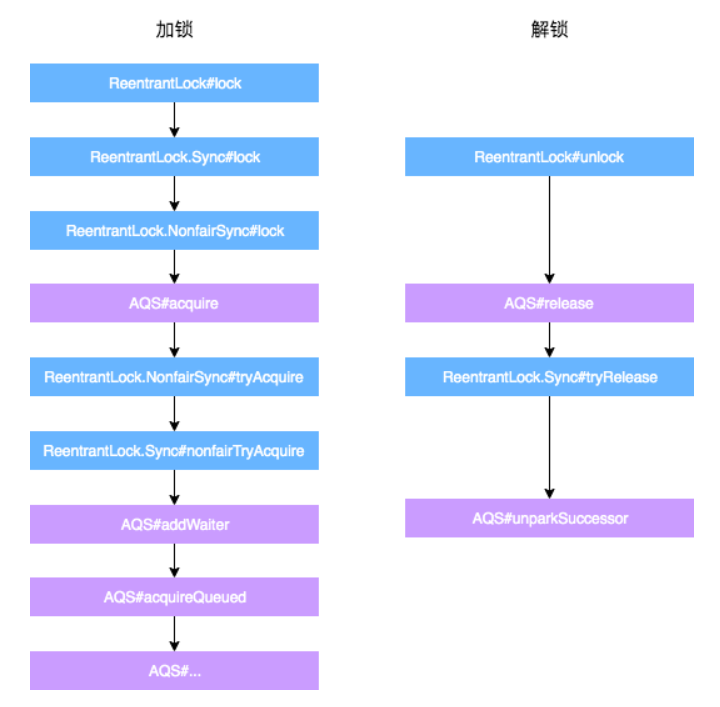 加锁
解锁
ReentrantLock#lock
ReentrantLock.Sync#lock
ReentrantLock#unlock
ReentrantLock.NonfairSync#lock
AQS#acquire
AQS#release
ReentrantLock.NonfairSync#tryAcquire
ReentrantLock.Sync#tryRelease
ReentrantLock.Sync#nonfairTryAcquire
AQS#addWaiter
AQS#unparkSuccessor
AQS#acquireQueued
AQS#...